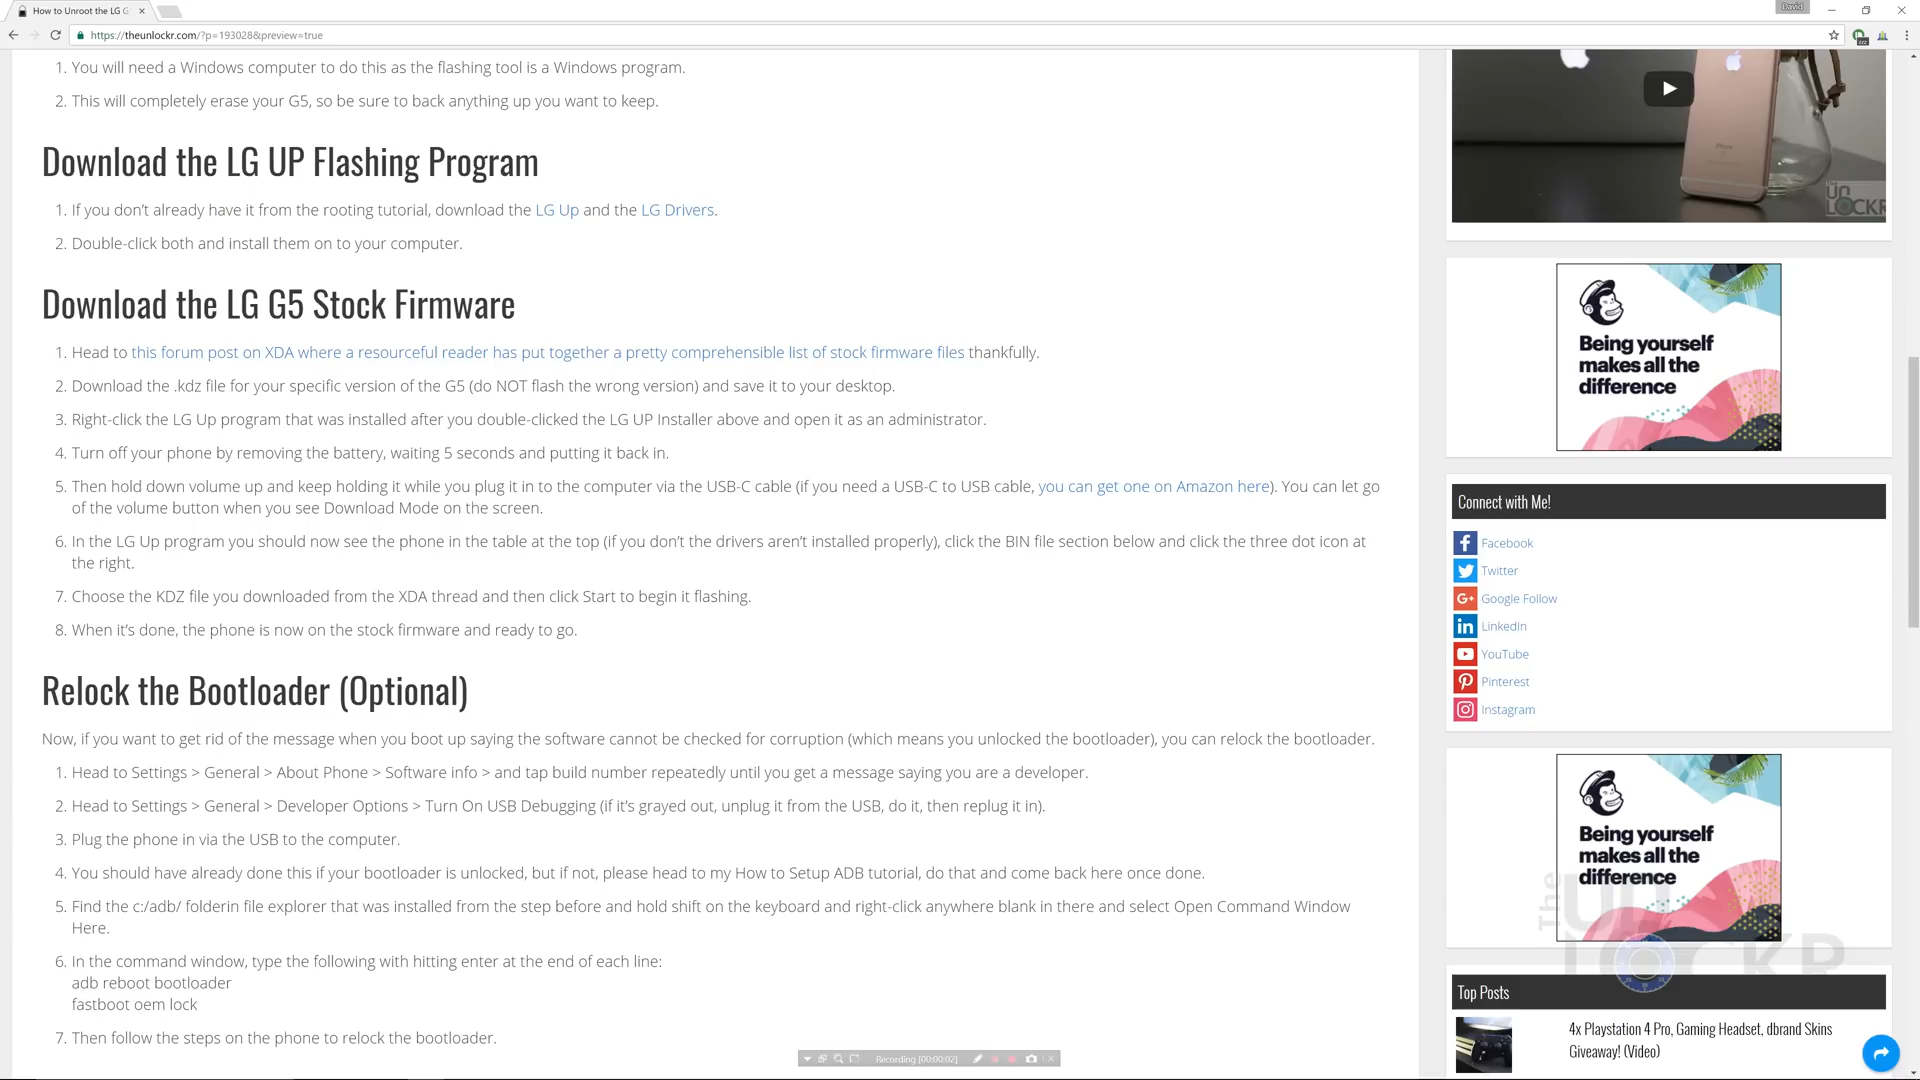 How to Unroot the LG G
David
https://theunlockr.com/?p=193028&preview=true
1. You will need a Windows computer to do this as the flashing tool is a Windows program.
2. This will completely erase your G5, so be sure to back anything up you want to keep.
Download the LG UP Flashing Program
1. If you don't already have it from the rooting tutorial, download the LG Up and the LG Drivers.
2. Double-click both and install them on to your computer.
Download the LG G5 Stock Firmware
1. Head to this forum post on XDA where a resourceful reader has put together a pretty comprehensible list of stock firmware files thankfully.
2. Download the .kdz file for your specific version of the G5 (do NOT flash the wrong version) and save it to your desktop.
3. Right-click the LG Up program that was installed after you double-clicked the LG UP Installer above and open it as an administrator.
4. Turn off your phone by removing the battery, waiting 5 seconds and putting it back in.
5. Then hold down volume up and keep holding it while you plug it in to the computer via the USB-C cable (if you need a USB-C to USB cable, you can get one on Amazon here). You can let go
of the volume button when you see Download Mode on the screen.
6. In the LG Up program you should now see the phone in the table at the top (if you don't the drivers aren't installed properly), click the BIN file section below and click the three dot icon at
the right.
7. Choose the KDZ file you downloaded from the XDA thread and then click Start to begin it flashing.
8. When it's done, the phone is now on the stock firmware and ready to go.
Relock the Bootloader (Optional)
Now, if you want to get rid of the message when you boot up saying the software cannot be checked for corruption (which means you unlocked the bootloader), you can relock the bootloader.
1. Head to Settings > General > About Phone > Software info > and tap build number repeatedly until you get a message saying you are a developer.
2. Head to Settings > General > Developer Options > Turn On USB Debugging (if it's grayed out, unplug it from the USB, do it, then replug it in).
3. Plug the phone in via the USB to the computer.
4. You should have already done this if your bootloader is unlocked, but if not, please head to my How to Setup ADB tutorial, do that and come back here once done.
5. Find the c:/adb/ folderin file explorer that was installed from the step before and hold shift on the keyboard and right-click anywhere blank in there and select Open Command Window
Here.
6. In the command window, type the following with hitting enter at the end of each line:
adb reboot bootloader
fastboot oem lock
7. Then follow the steps on the phone to relock the bootloader.
Recording [00:00:02]
iPhone
The
UN
LOCKR
Being yourself
makes all the
difference
Connect with Me!
Facebook
Twitter
Google Follow
LinkedIn
YouTube
Pinterest
Instagram
Being yourself
makes all the
difference
The
UN
LOCKR
Top Posts
4x Playstation 4 Pro, Gaming Headset, dbrand Skins
Giveaway! (Video)